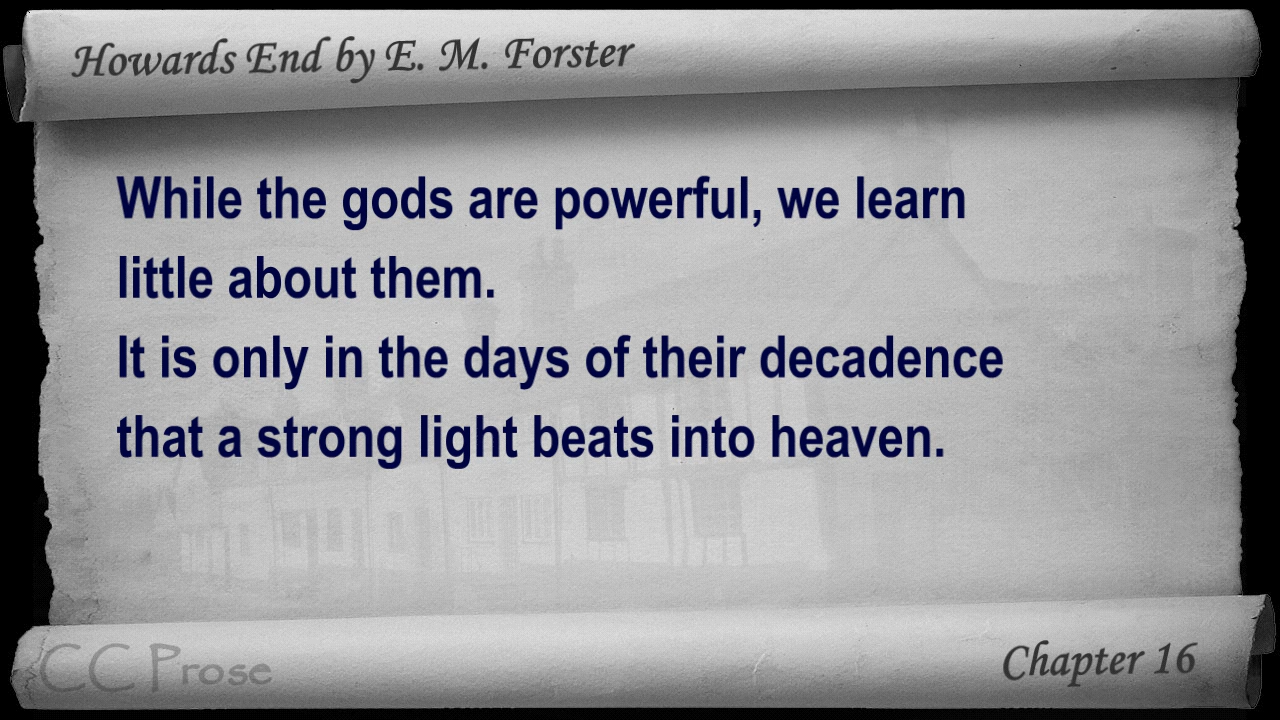 Howards End by E. M. Forster
While the gods are powerful, we learn
little about them.
It is only in the days of their decadence
that a strong light beats into heaven.
CC Prose
Chapter 16